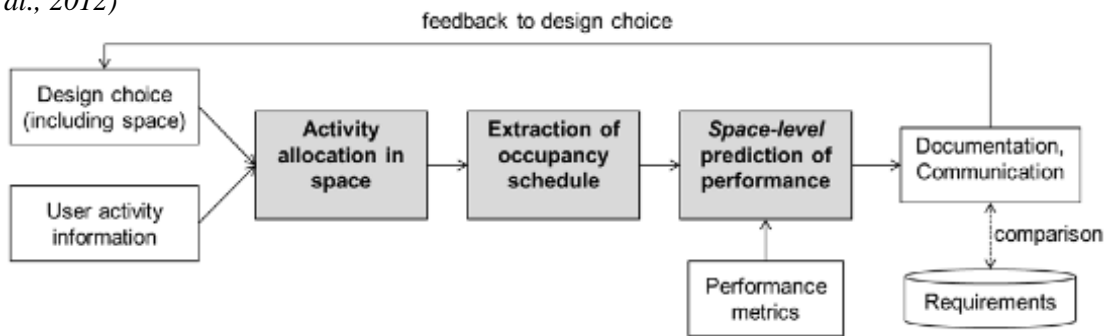 al., 2012)
feedback to design choice
Design choice
(including space)
User activity
information
Activity
allocation in
space
Extraction of
occupancy
schedule
Space-level
prediction of
performance
Performance
metrics
Documentation,
Communication
comparison
Requirements